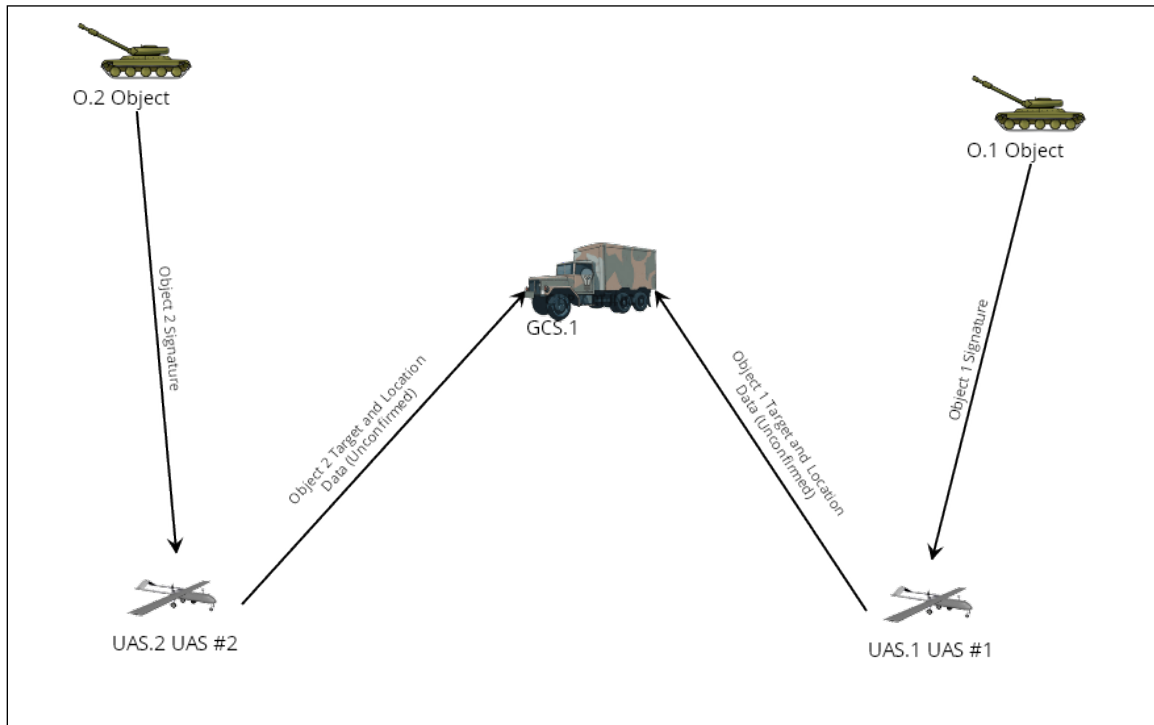 O.2 Object
O.1 Object
Object 2 Signature
Object 1 Signature
GCS.1
Object 2 Target and Location
Data (Unconfirmed)
Object 1 Target and Location
Data (Unconfirmed)
UAS.2 UAS #2
UAS.1 UAS #1